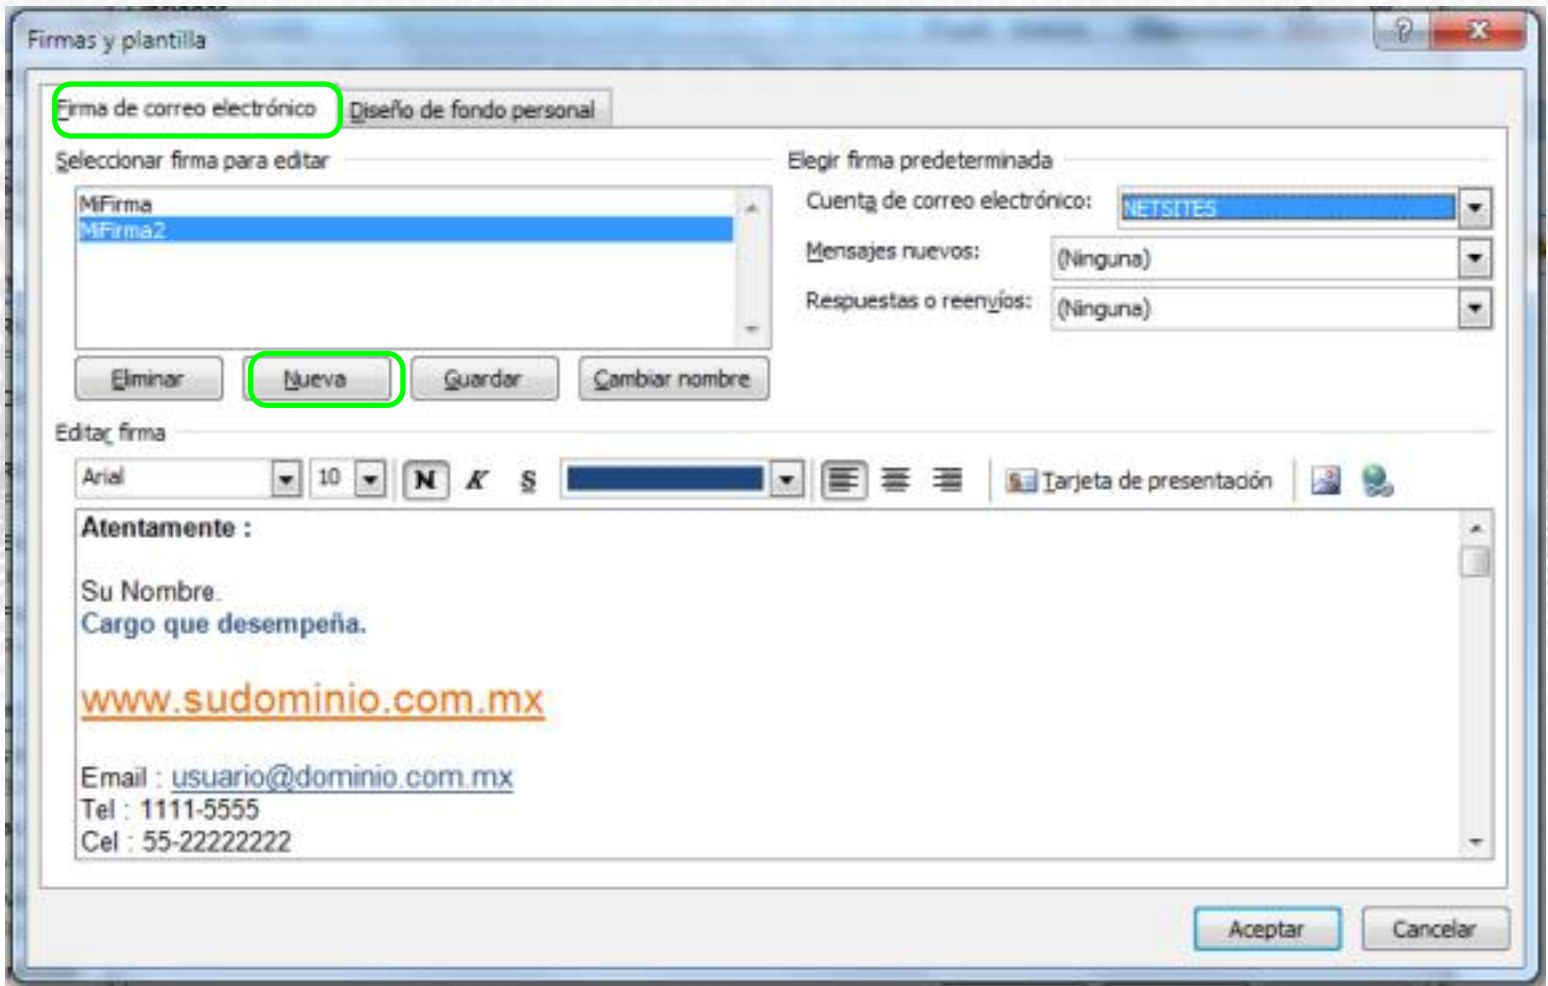 Firmas y plantilla
Firma de correo electrónico
Diseño de fondo personal
Seleccionar firma para editar
MiFirma
MiFirma2
Eliminar
Nueva
Guardar
Cambiar nombre
Elegir firma predeterminada
Cuenta de correo electrónico: NETSITES
Mensajes nuevos: (Ninguna)
Respuestas o reenvíos: (Ninguna)
Editar firma
Arial 10 N K S Tarjeta de presentación
Atentamente :
Su Nombre.
Cargo que desempeña.
www.sudominio.com.mx
Email : usuario@dominio.com.mx
Tel : 1111-5555
Cel : 55-22222222
Aceptar Cancelar